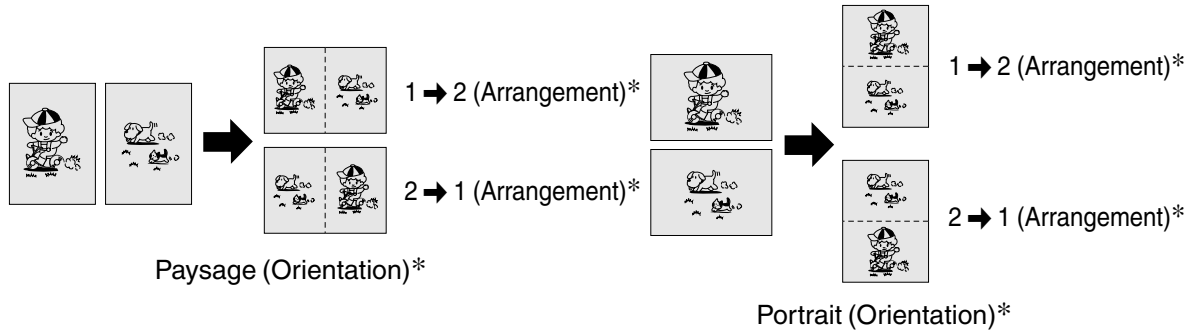 1 ➡ 2 (Arrangement)*
2 ➡ 1 (Arrangement)*
Paysage (Orientation)*
1 ➡ 2 (Arrangement)*
2 ➡ 1 (Arrangement)*
Portrait (Orientation)*